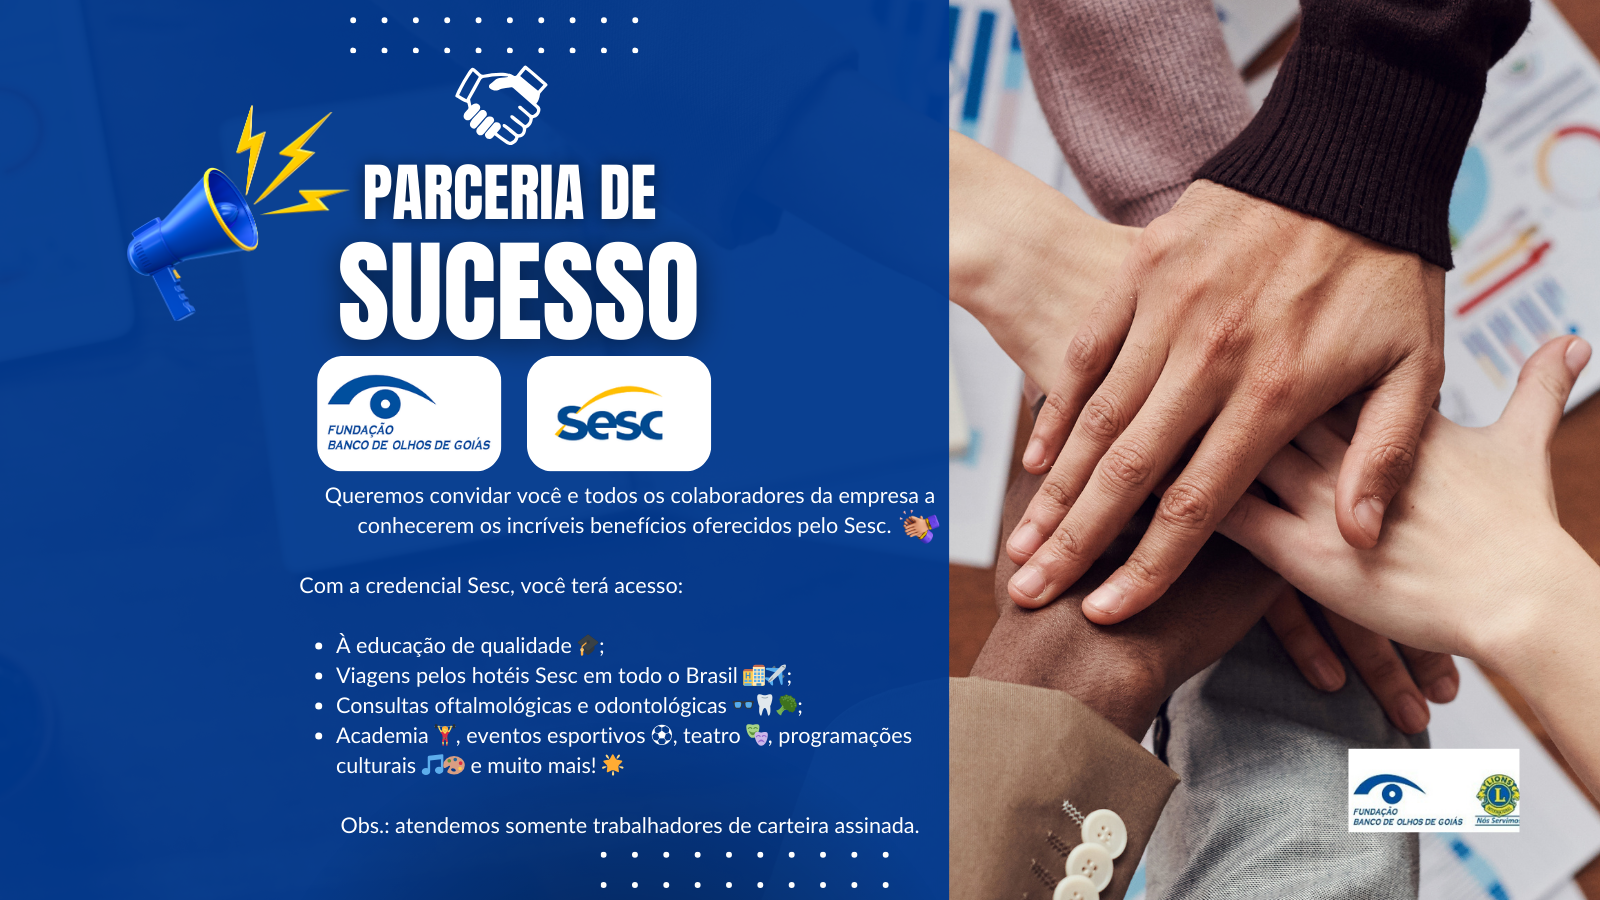 PARCERIA DE
SUCESSO
FUNDAÇÃO
BANCO DE OLHOS DE GOIÁS
Sesc
Queremos convidar você e todos os colaboradores da empresa a
conhecerem os incríveis benefícios oferecidos pelo Sesc. 👏
Com a credencial Sesc, você terá acesso:
• À educação de qualidade 🎓;
• Viagens pelos hotéis Sesc em todo o Brasil 🏨✈️;
• Consultas oftalmológicas e odontológicas 👓🦷🥦;
• Academia 🏋️, eventos esportivos ⚽, teatro 🎭, programações
culturais 🎵🎨 e muito mais! 🌟
Obs.: atendemos somente trabalhadores de carteira assinada.
FUNDAÇÃO
BANCO DE OLHOS DE GOIÁS
LIONS
L
Nós Servimos